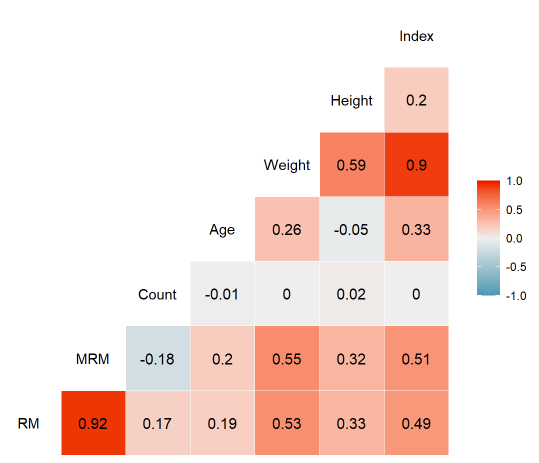 Index
Height 0.2
Weight 0.59 0.9
Age 0.26 -0.05 0.33
Count -0.01 0 0.02 0
MRM -0.18 0.2 0.55 0.32 0.51
RM 0.92 0.17 0.19 0.53 0.33 0.49
1.0
0.5
0.0
-0.5
-1.0